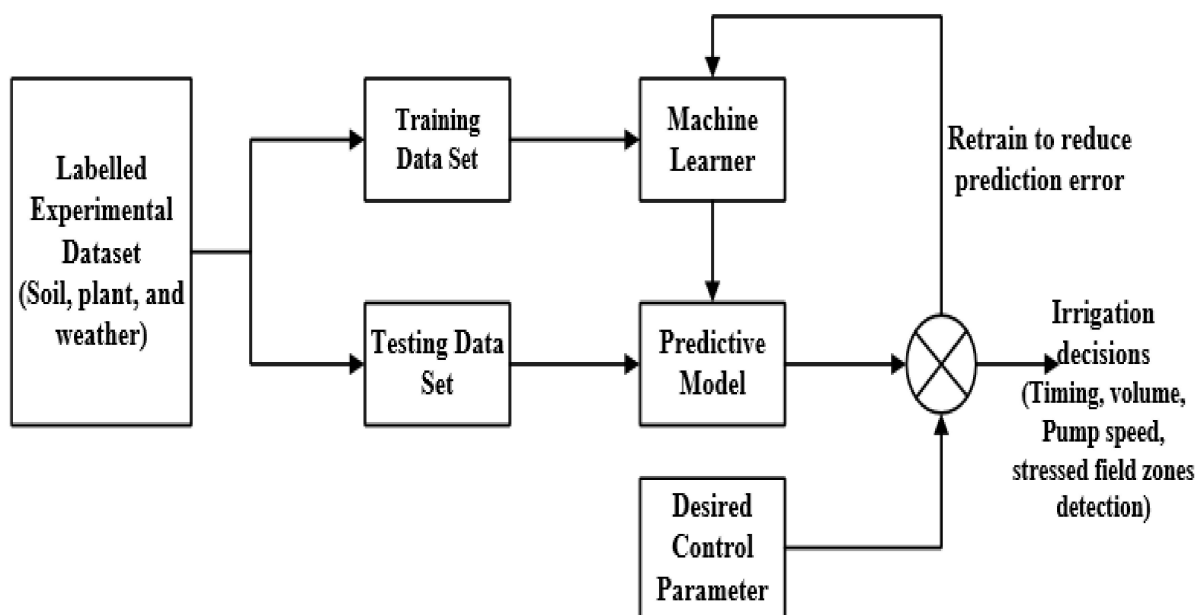 Labelled
Experimental
Dataset
(Soil, plant, and
weather)
Training
Data Set
Machine
Learner
Retrain to reduce
prediction error
Testing Data
Set
Predictive
Model
Irrigation
decisions
(Timing, volume,
Pump speed,
stressed field zones
detection)
Desired
Control
Parameter